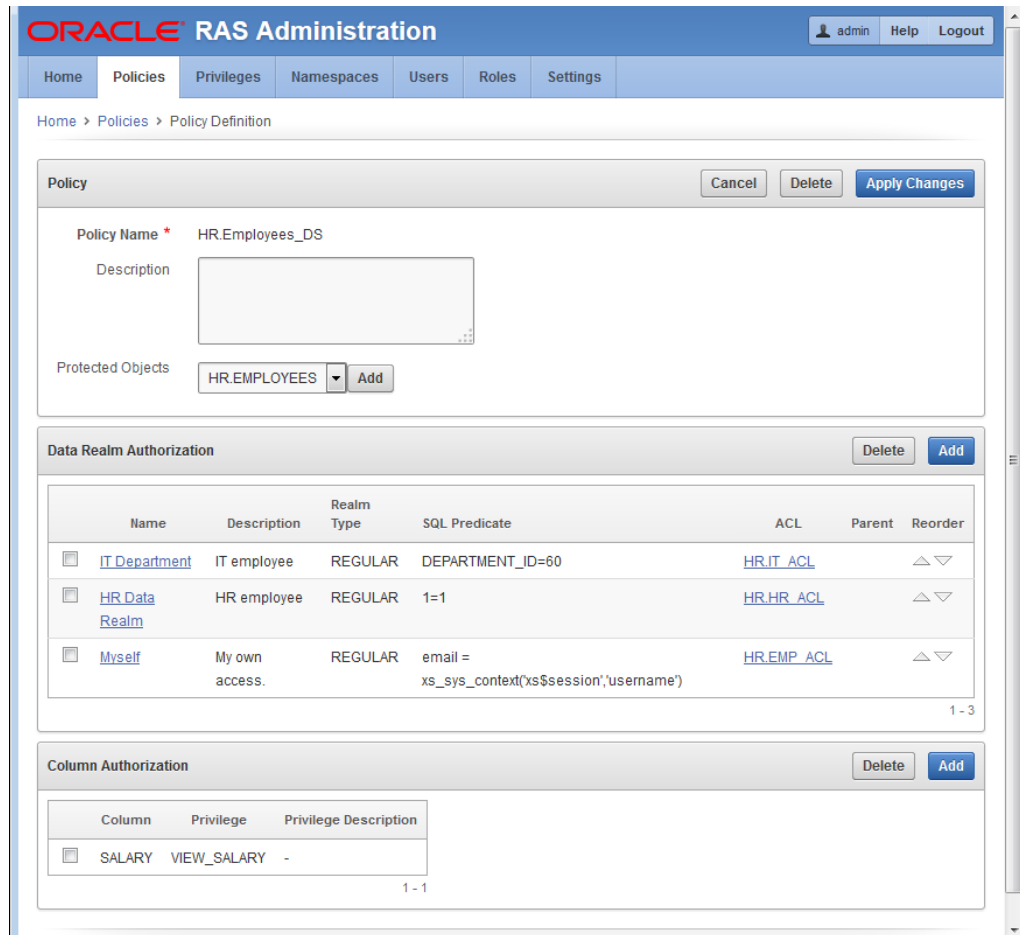 ORACLE RAS Administration
admin Help Logout
Home Policies Privileges Namespaces Users Roles Settings
Home > Policies > Policy Definition
Policy Cancel Delete Apply Changes
Policy Name * HR.Employees_DS
Description
Protected Objects HR.EMPLOYEES Add
Data Realm Authorization Delete Add
Name Description Realm Type SQL Predicate ACL Parent Reorder
IT Department IT employee REGULAR DEPARTMENT_ID=60 HR.IT_ACL
HR Data Realm HR employee REGULAR 1=1 HR.HR_ACL
Myself My own access. REGULAR email = xs_sys_context('xs$session','username') HR.EMP_ACL
1 - 3
Column Authorization Delete Add
Column Privilege Privilege Description
SALARY VIEW_SALARY -
1 - 1